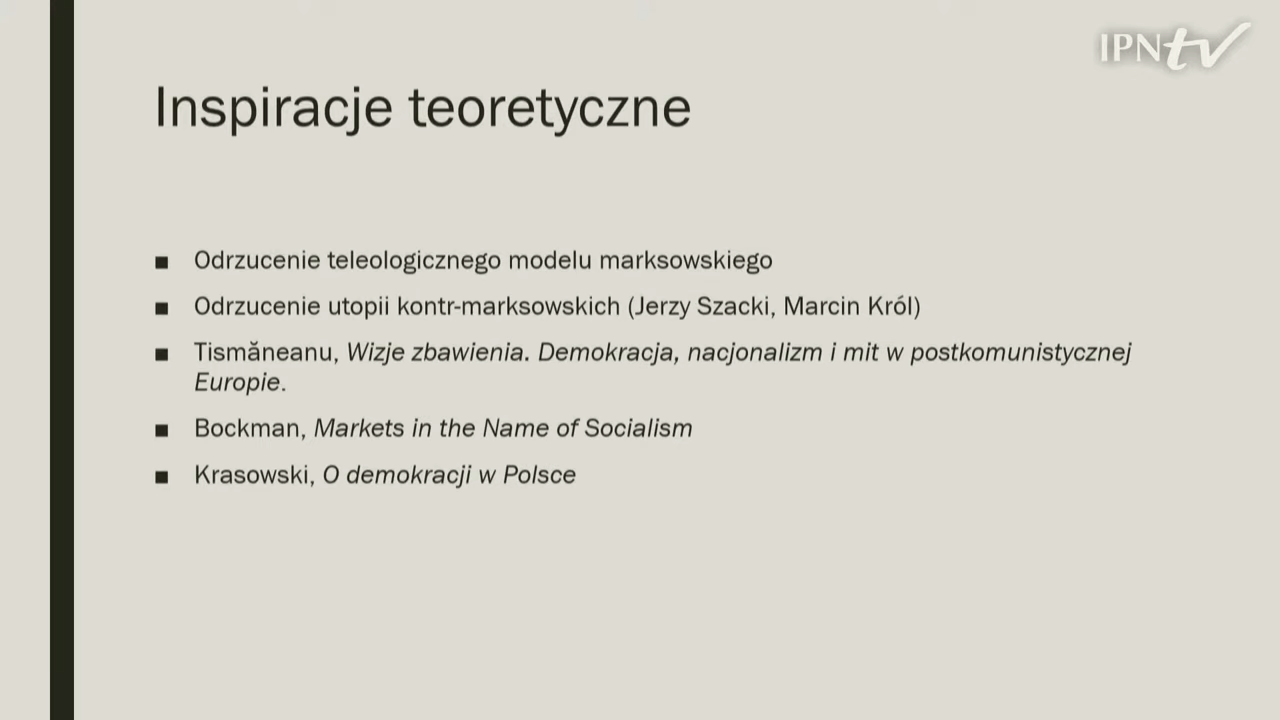 IPNtv
Inspiracje teoretyczne
■ Odrzucenie teleologicznego modelu marksowskiego
■ Odrzucenie utopii kontr-marksowskich (Jerzy Szacki, Marcin Król)
■ Tismăneanu, Wizje zbawienia. Demokracja, nacjonalizm i mit w postkomunistycznej
Europie.
■ Bockman, Markets in the Name of Socialism
■ Krasowski, O demokracji w Polsce